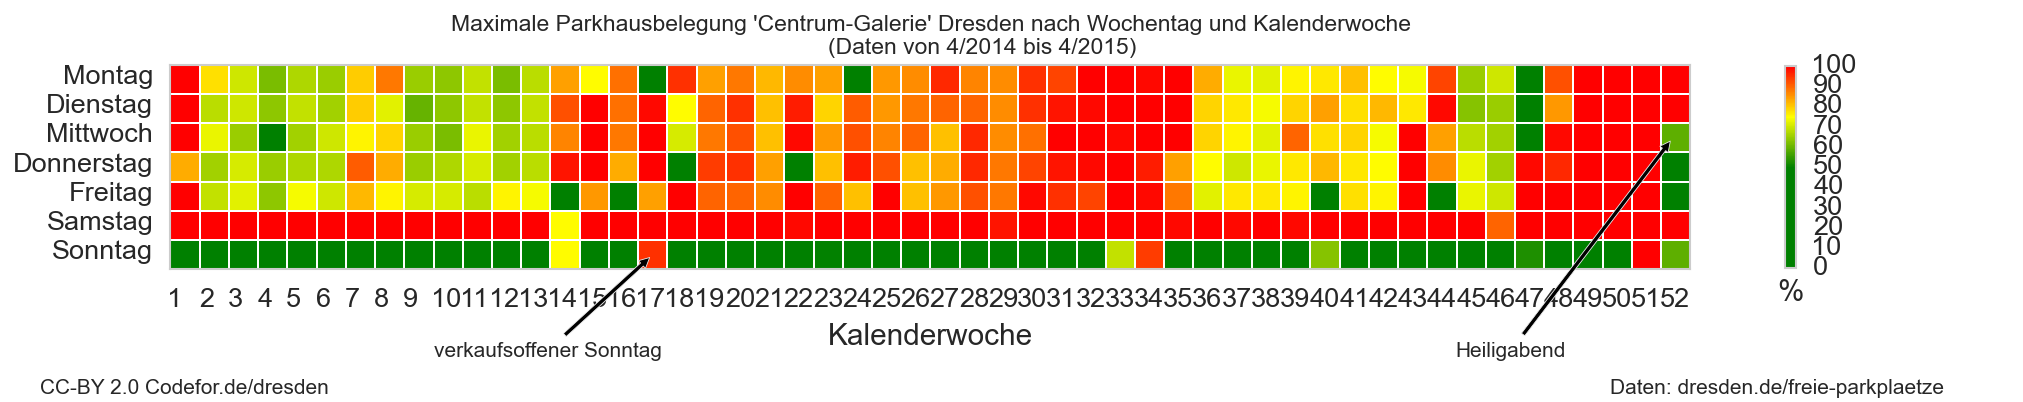 Maximale Parkhausbelegung 'Centrum-Galerie' Dresden nach Wochentag und Kalenderwoche
(Daten von 4/2014 bis 4/2015)
Montag
Dienstag
Mittwoch
Donnerstag
Freitag
Samstag
Sonntag
100
90
80
70
60
50
40
30
20
10
0
%
1 2 3 4 5 6 7 8 9 10 11 12 13 14 15 16 17 18 19 20 21 22 23 24 25 26 27 28 29 30 31 32 33 34 35 36 37 38 39 40 41 42 43 44 45 46 47 48 49 50 51 52
Kalenderwoche
verkaufsoffener Sonntag
Heiligabend
CC-BY 2.0 Codefor.de/dresden
Daten: dresden.de/freie-parkplaetze